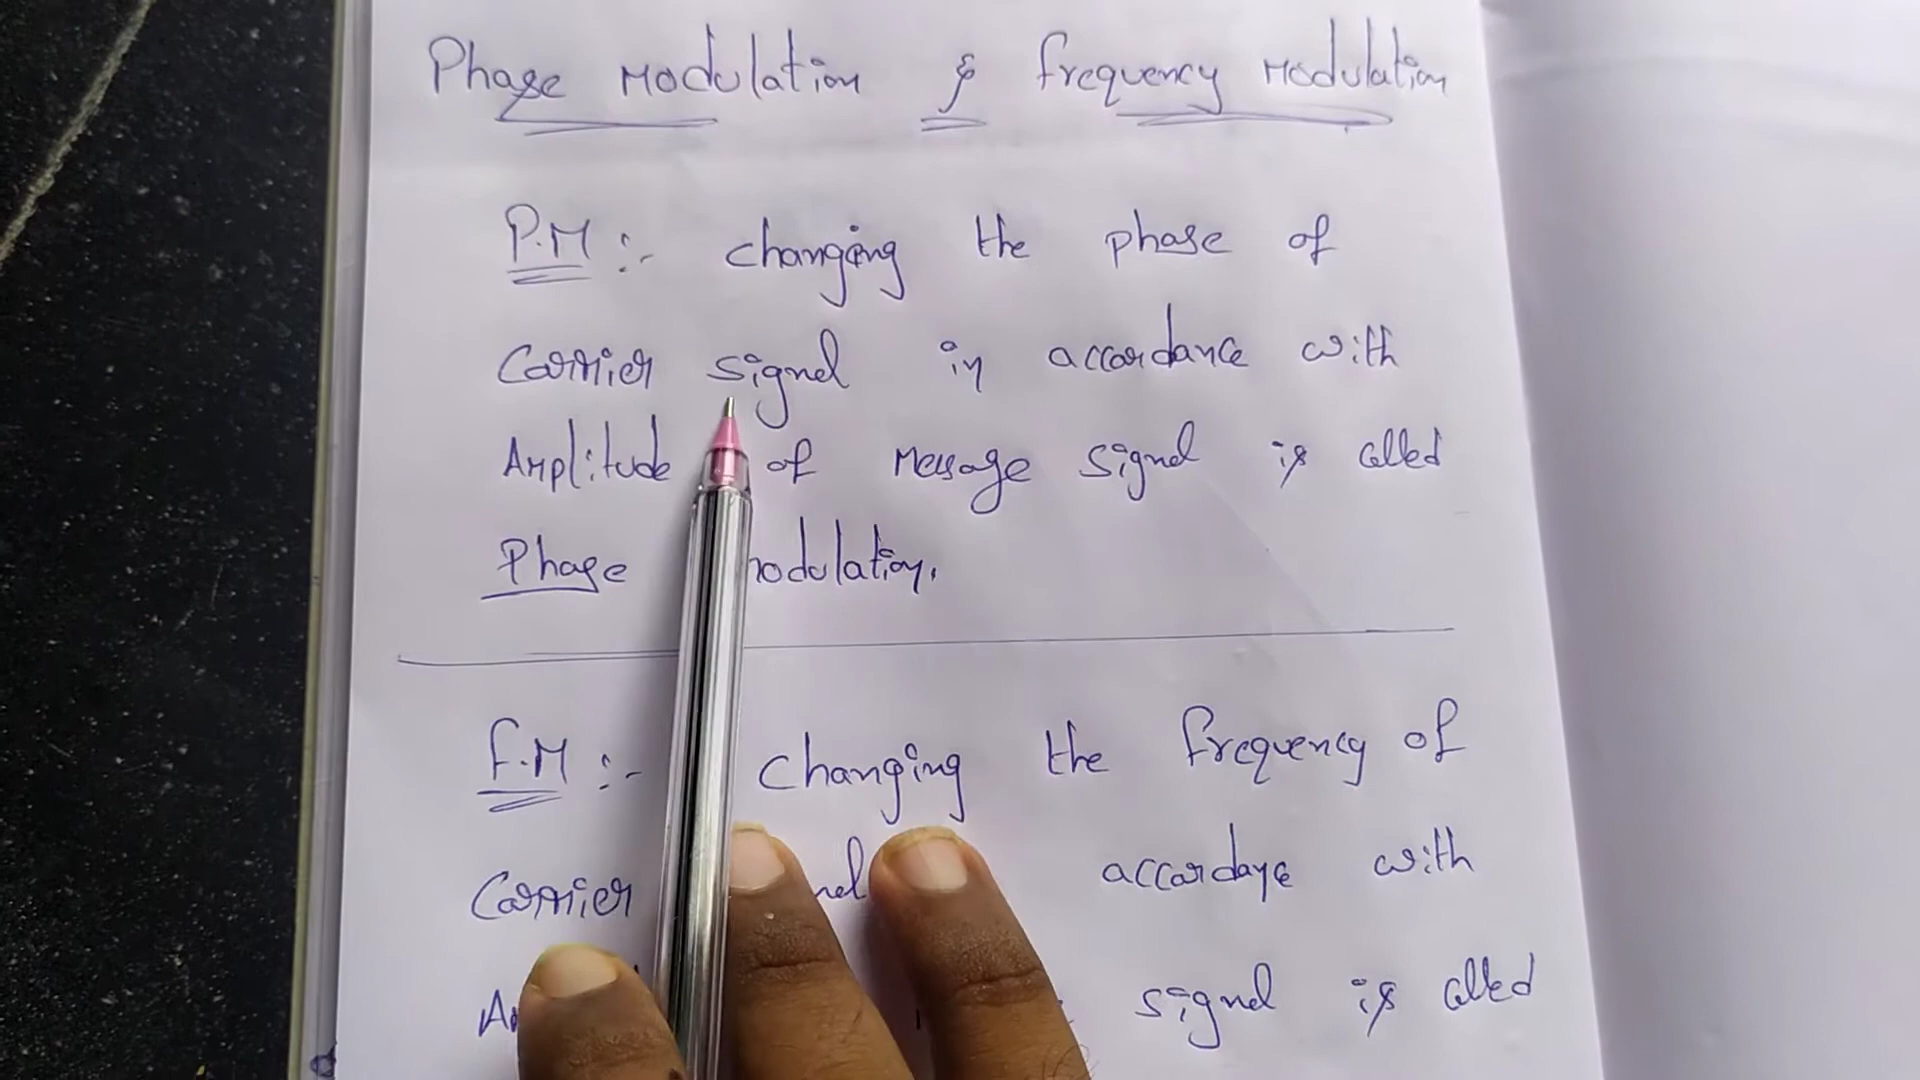 Phase Modulation & frequency Modulation
P.M :- changing the phase of
Carrier signal in accordance with
Amplitude of Message signal is called
Phase modulation.
F.M :- changing the frequency of
Carrier accordance with
signal is called